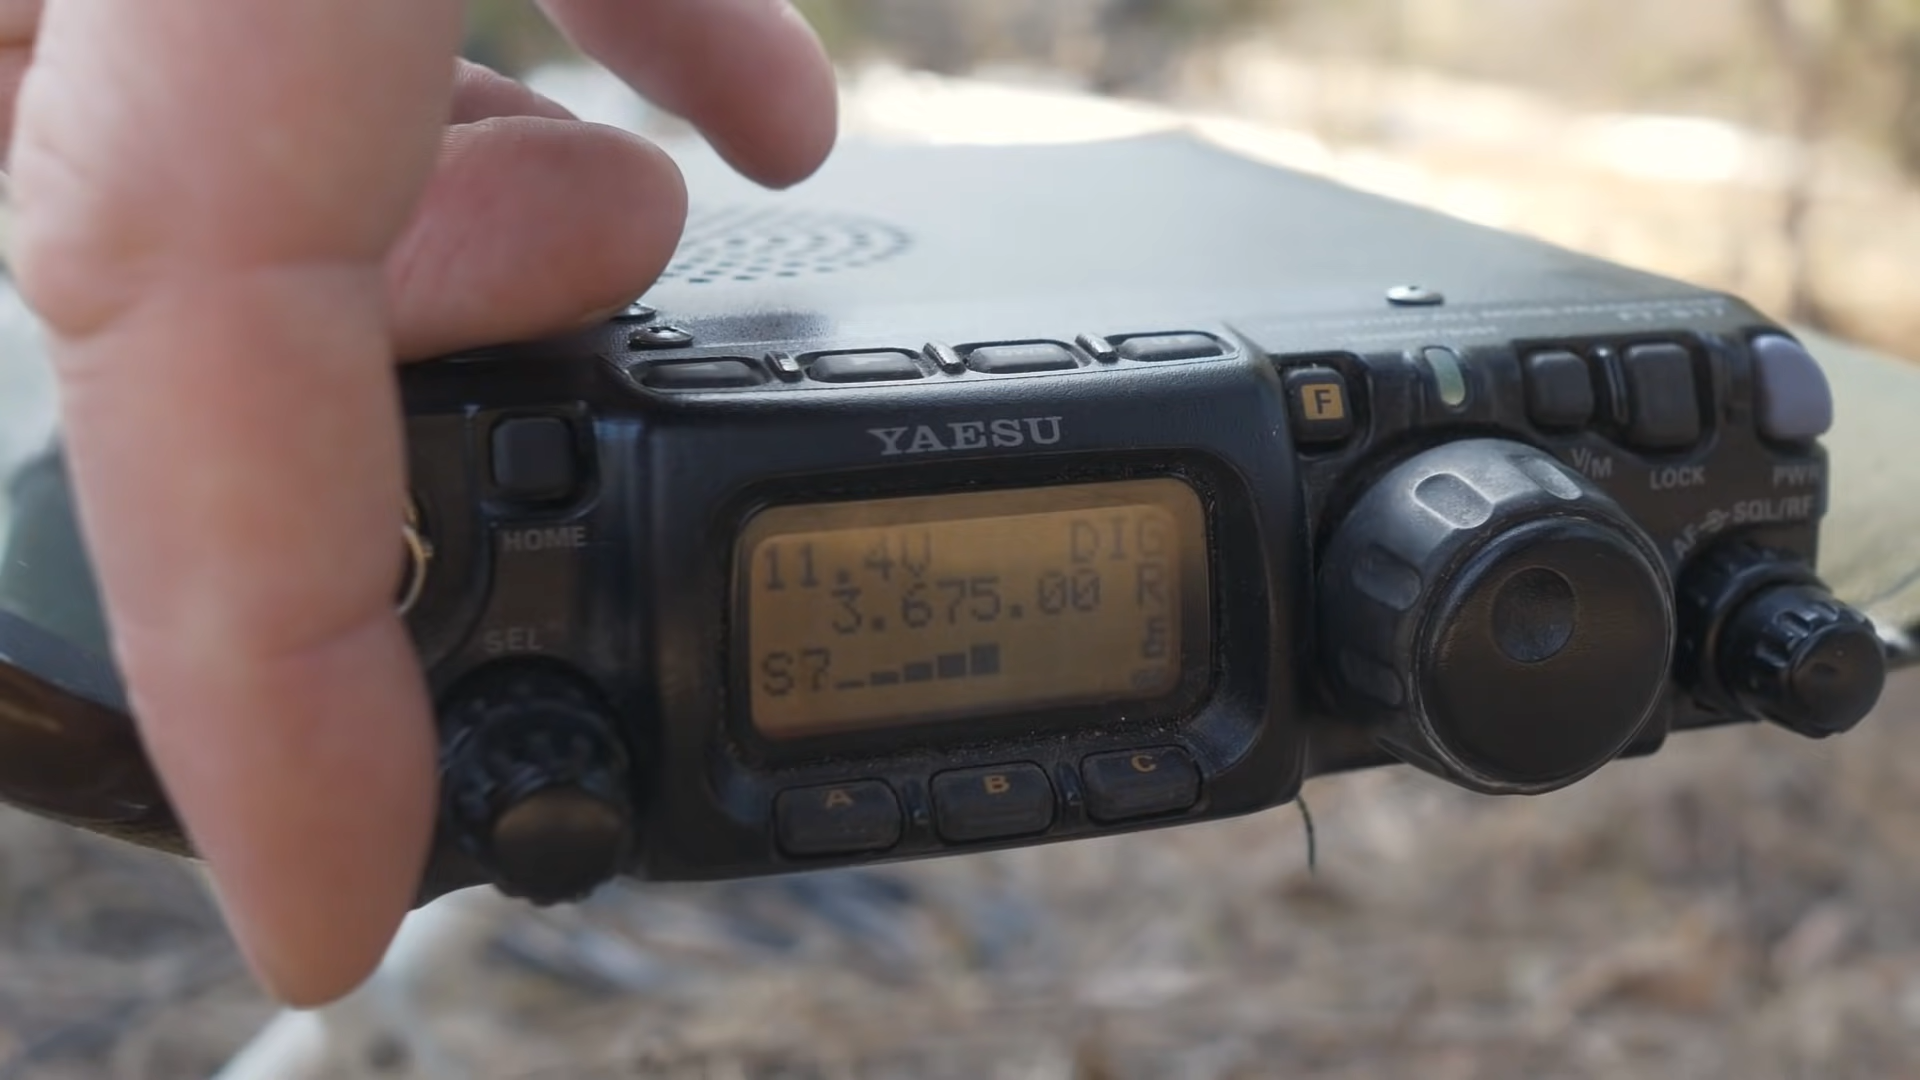 YAESU
F
V/M
LOCK
PWR
AF
SQL/RF
HOME
SEL
11.4V DIG
3.675.00 R
S7
A
B
C